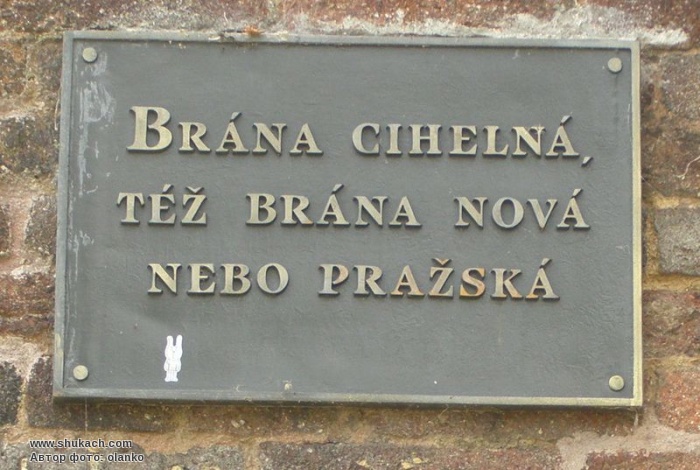 BRÁNA CIHELNÁ,
TÉŽ BRÁNA NOVÁ
NEBO PRAŽSKÁ
www.shukach.com
Автор фото: olanko